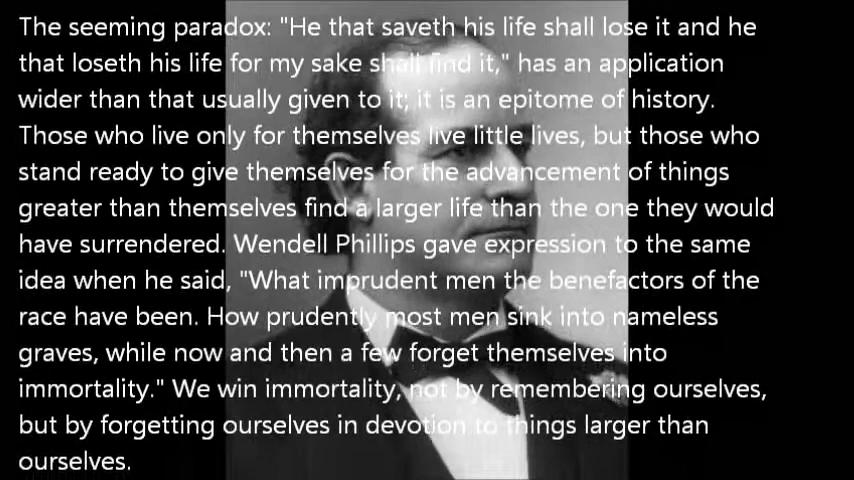 The seeming paradox: "He that saveth his life shall lose it and he
that loseth his life for my sake shall find it," has an application
wider than that usually given to it; it is an epitome of history.
Those who live only for themselves live little lives, but those who
stand ready to give themselves for the advancement of things
greater than themselves find a larger life than the one they would
have surrendered. Wendell Phillips gave expression to the same
idea when he said, "What imprudent men the benefactors of the
race have been. How prudently most men sink into nameless
graves, while now and then a few forget themselves into
immortality." We win immortality, not by remembering ourselves,
but by forgetting ourselves in devotion to things larger than
ourselves.